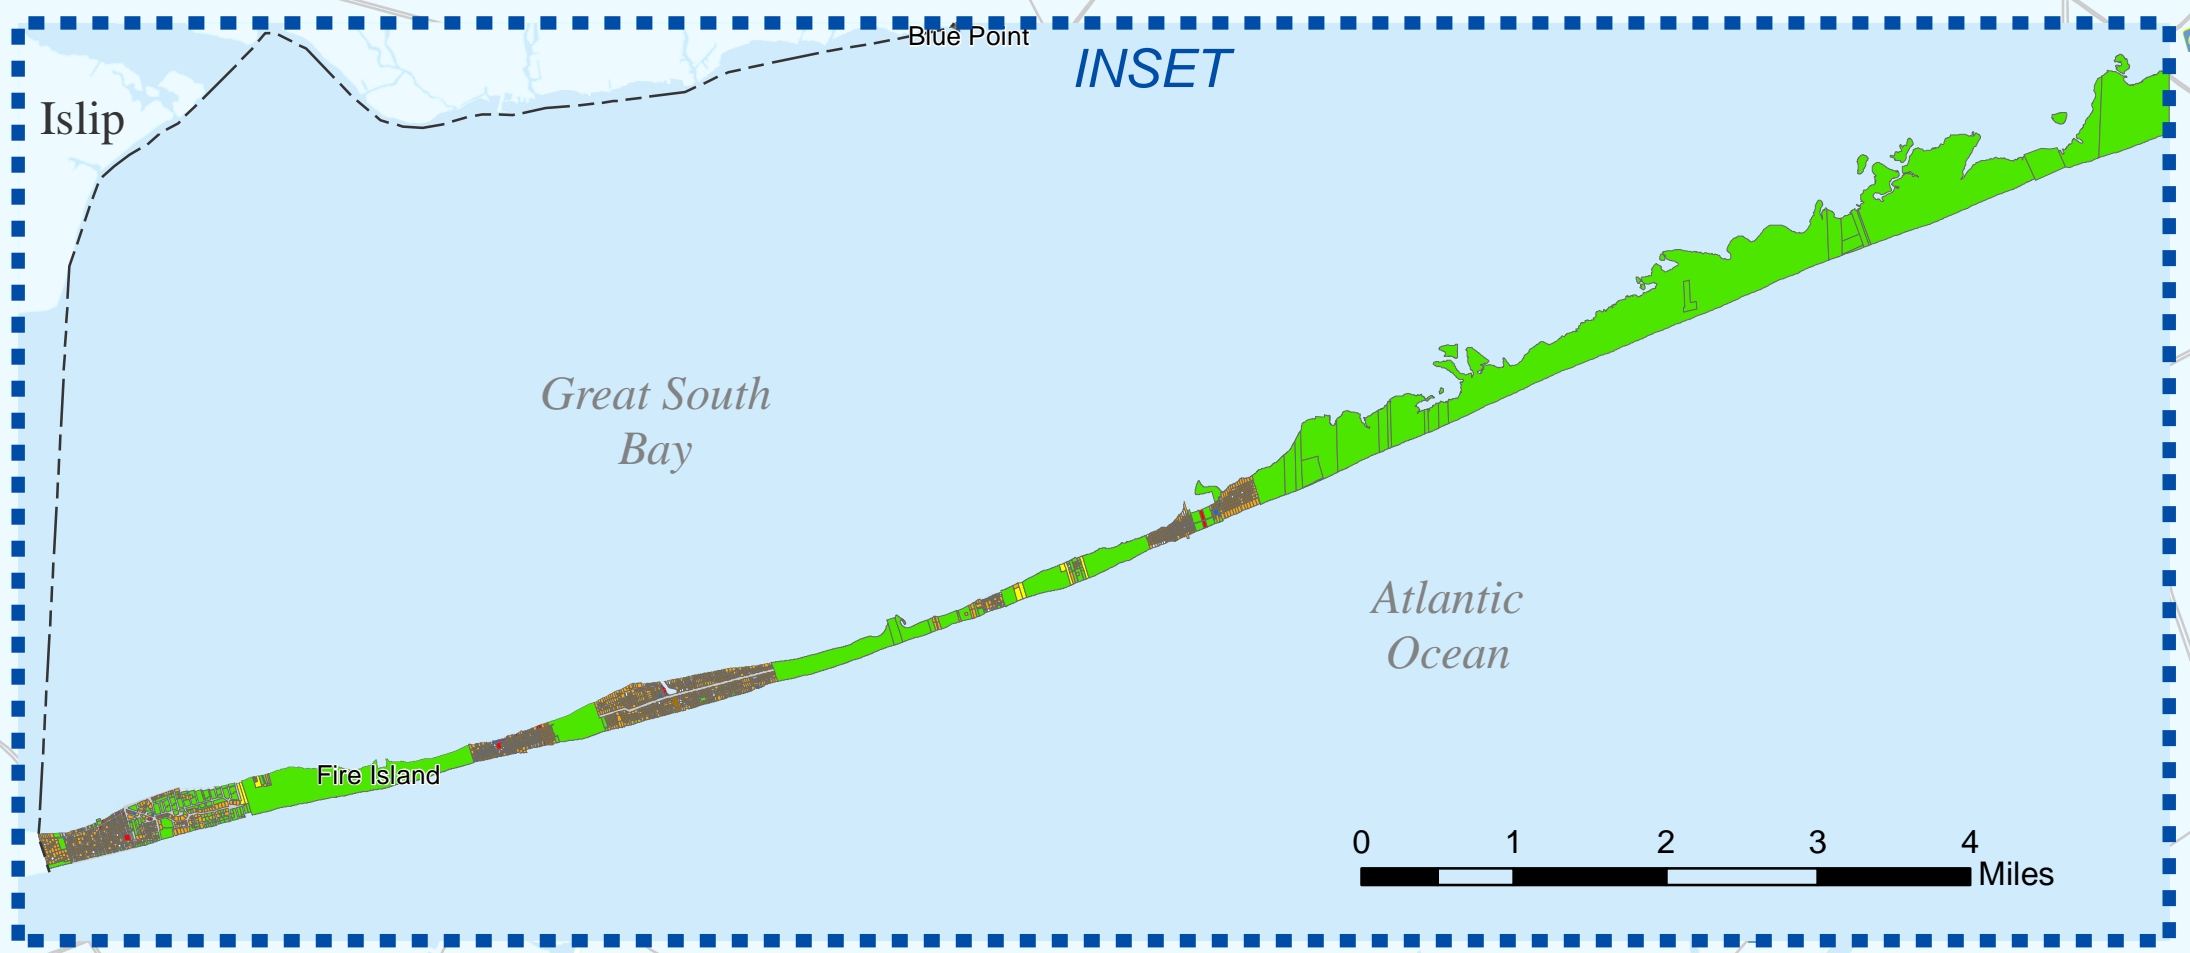 Blue Point
INSET
Islip
Great South
Bay
Atlantic
Ocean
Fire Island
0 1 2 3 4
Miles